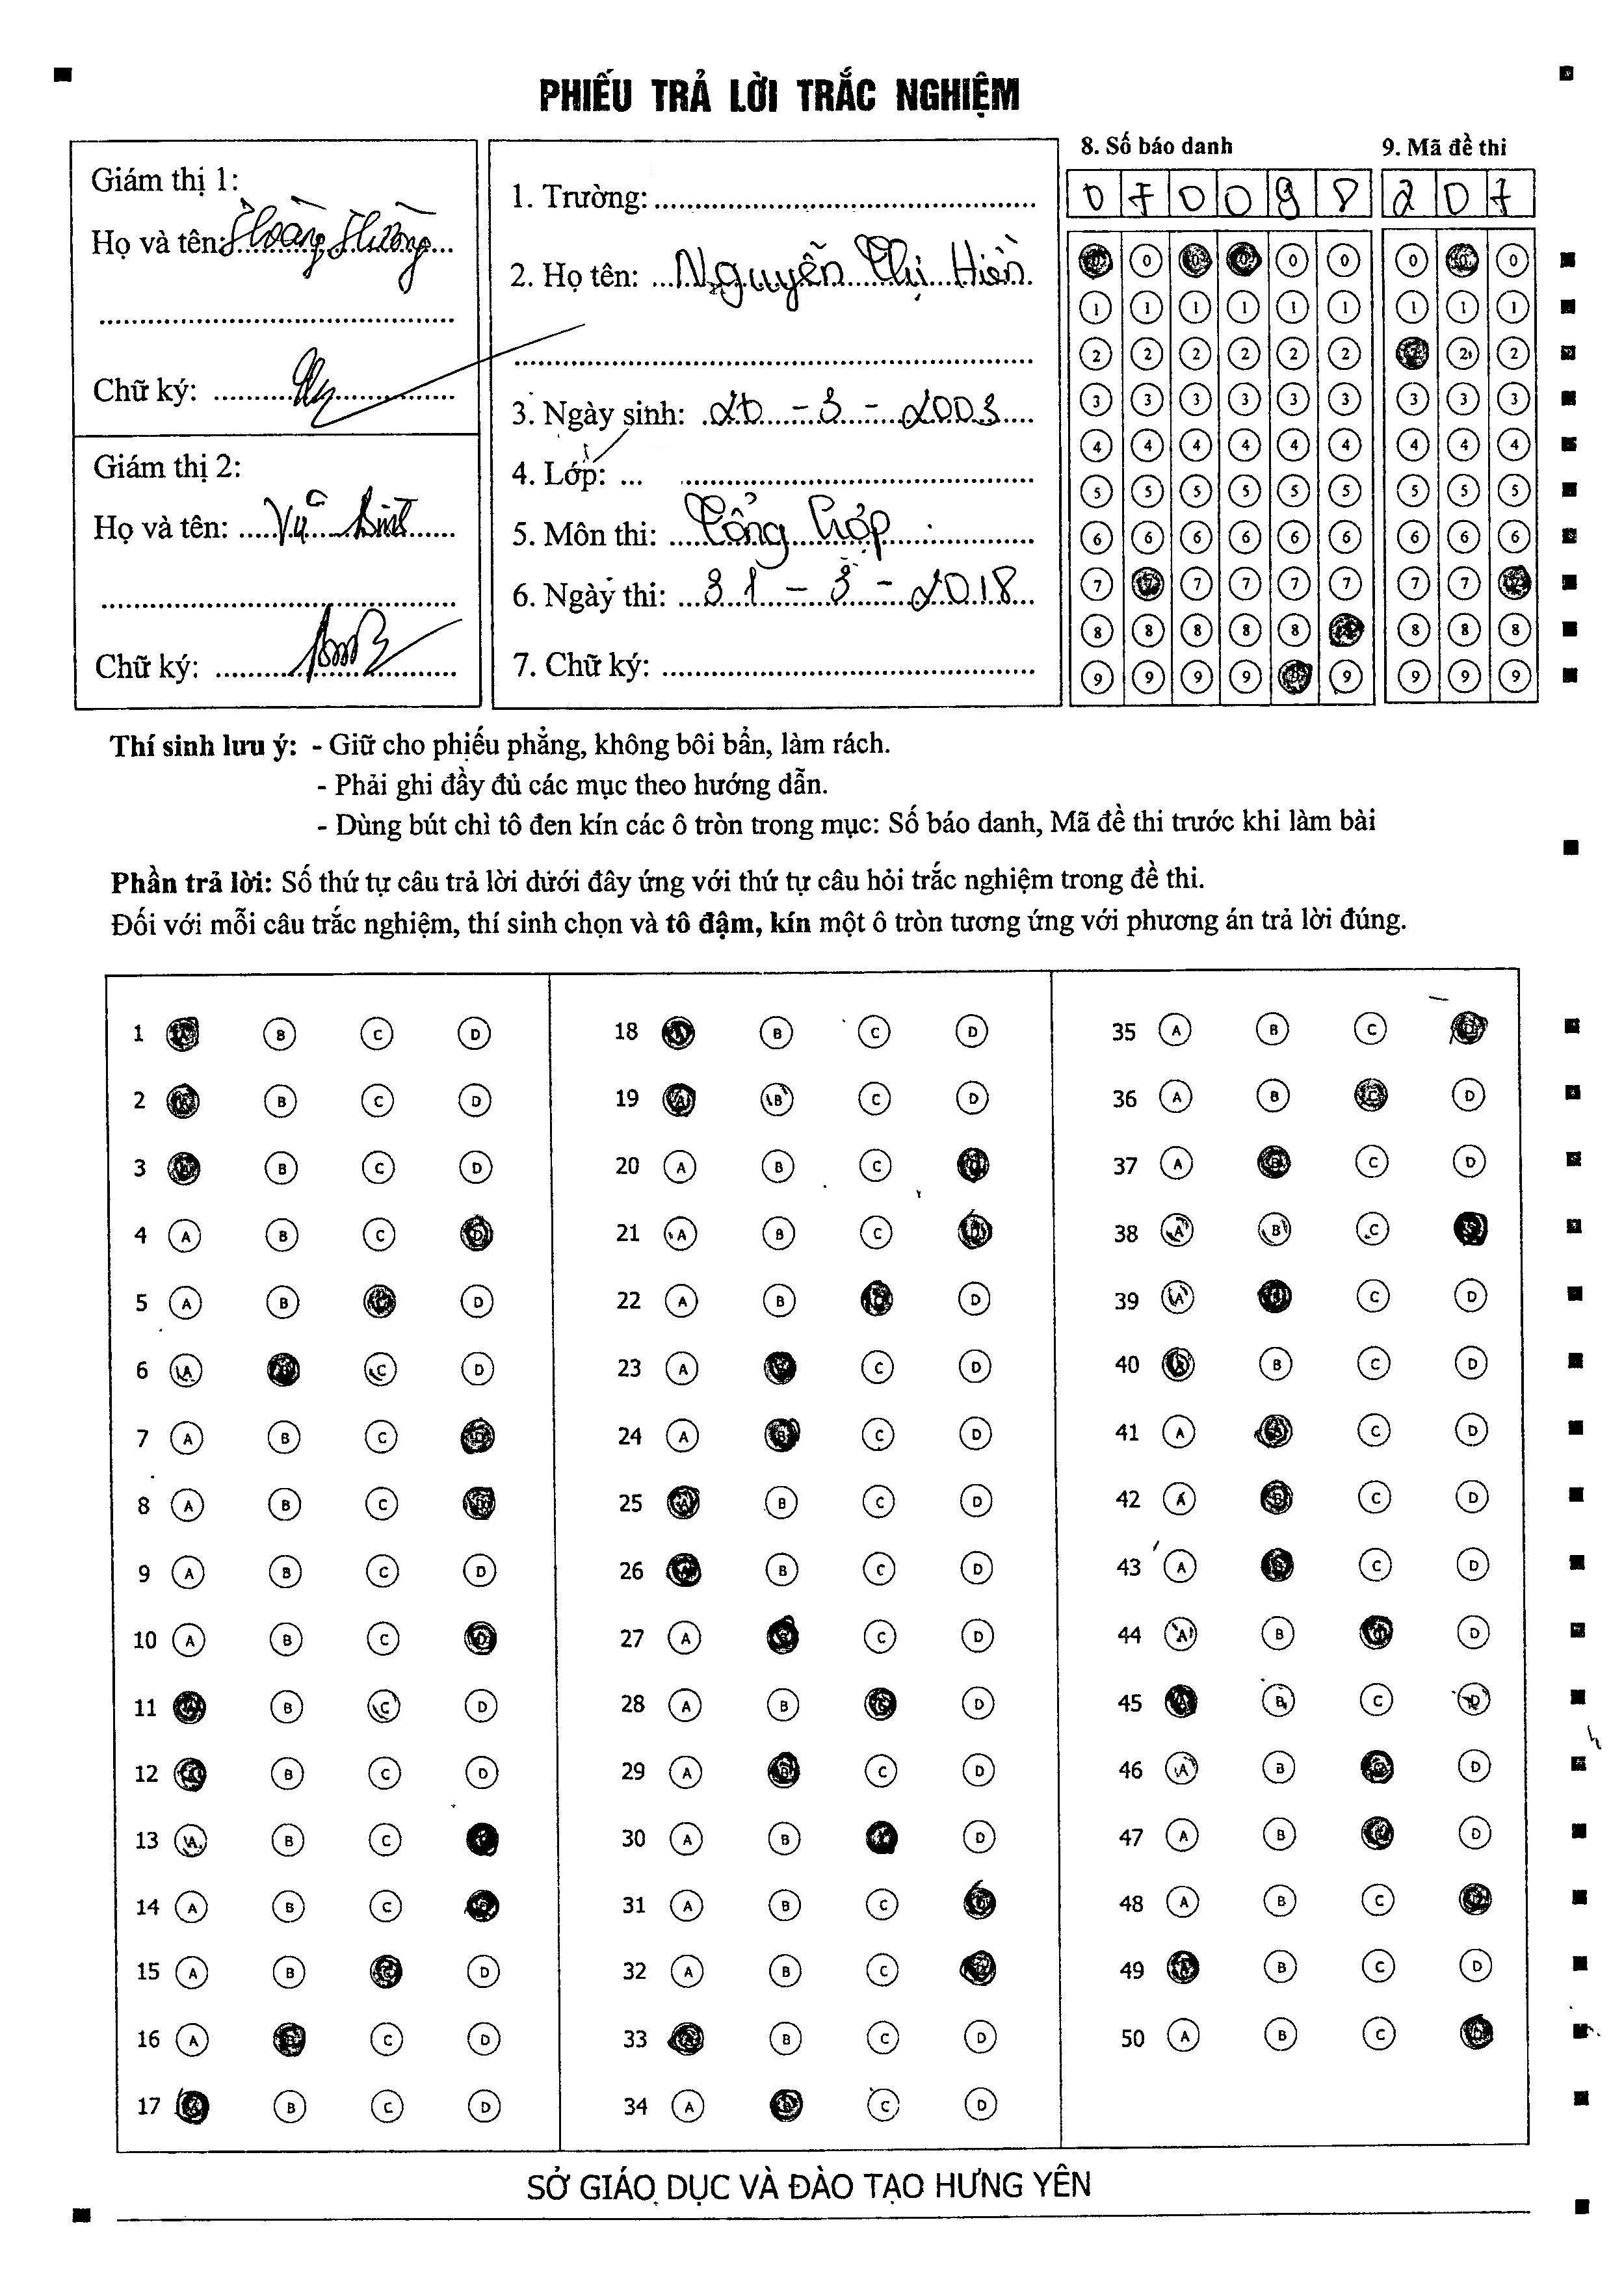 PHIẾU TRẢ LỜI TRẮC NGHIỆM
Giám thị 1:
Họ và tên: Hoàng Hường
Chữ ký:
Giám thị 2:
Họ và tên: Vũ
Chữ ký:
1. Trường:
2. Họ tên: Nguyễn Thị Hiền
3. Ngày sinh: 20 - 3 - 2003
4. Lớp:
5. Môn thi: Tổng hợp
6. Ngày thi: 31 - 3 - 2018
7. Chữ ký:
8. Số báo danh
0 7 0 0 9 8
0 0 0 0 0 0
1 1 1 1 1 1
2 2 2 2 2 2
3 3 3 3 3 3
4 4 4 4 4 4
5 5 5 5 5 5
6 6 6 6 6 6
7 7 7 7 7 7
8 8 8 8 8
9 9 9 9 9 9
9. Mã đề thi
2 0 7
0 0 0
1 1 1
2 2
3 3 3
4 4 4
5 5 5
6 6 6
7 7 7
8 8 8
9 9 9
Thí sinh lưu ý: - Giữ cho phiếu phẳng, không bôi bẩn, làm rách.
- Phải ghi đầy đủ các mục theo hướng dẫn.
- Dùng bút chì tô đen kín các ô tròn trong mục: Số báo danh, Mã đề thi trước khi làm bài
Phần trả lời: Số thứ tự câu trả lời dưới đây ứng với thứ tự câu hỏi trắc nghiệm trong đề thi.
Đối với mỗi câu trắc nghiệm, thí sinh chọn và tô đậm, kín một ô tròn tương ứng với phương án trả lời đúng.
1 A B C D
2 A B C D
3 B C D
4 A B C D
5 A B C D
6 A C D
7 A B C D
8 A B C D
9 A B C D
10 A B C D
11 B C D
12 B C D
13 A B C
14 A B C
15 A B C D
16 A B C D
17 A B C D
18 A B C D
19 A B C D
20 A B C D
21 A B C D
22 A B C D
23 A C D
24 A B C D
25 A B C D
26 A B C D
27 A B C D
28 A B C D
29 A B C D
30 A B D
31 A B C D
32 A B C
33 A B C D
34 A B C D
35 A B C D
36 A B C D
37 A B C D
38 A B C
39 A C D
40 A B C D
41 A C D
42 A B C D
43 A B C D
44 A B C D
45 A B C D
46 A B D
47 A B C D
48 A B C D
49 A B C D
50 A B C D
SỞ GIÁO DỤC VÀ ĐÀO TẠO HƯNG YÊN